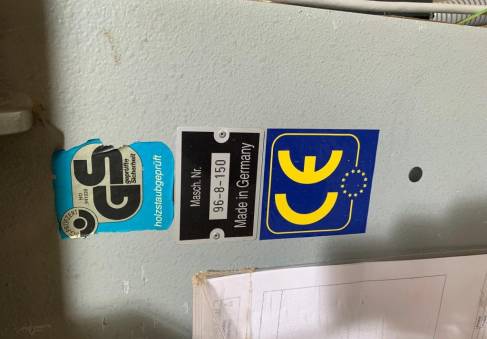 GS
geprüfte
Sicherheit
holzstaubgeprüft
Masch. Nr.
96-8-150
Made in Germany
CE